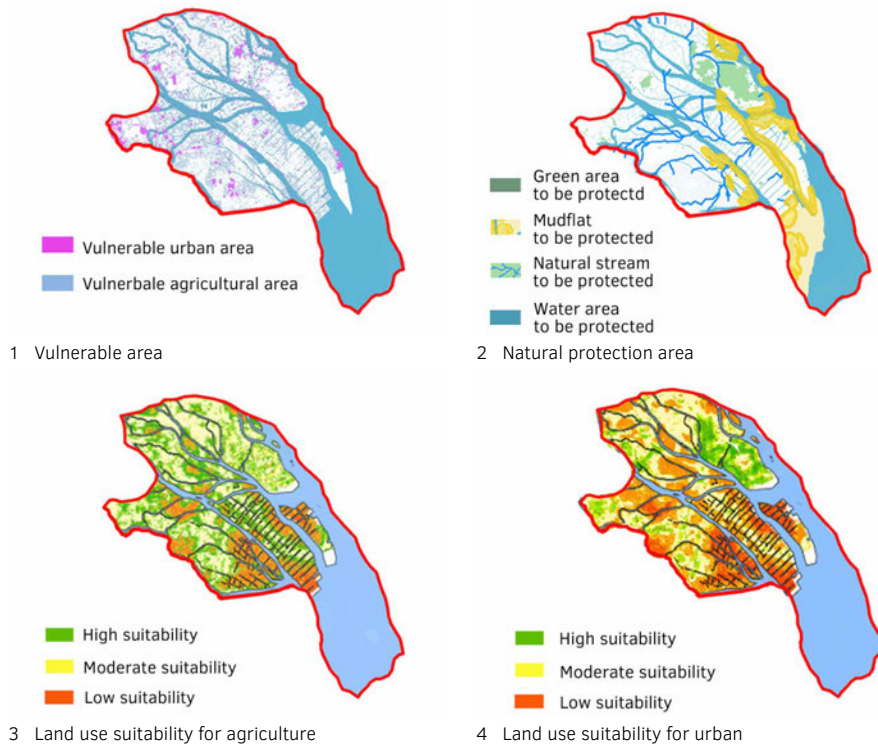 Vulnerable urban area
Vulnerbale agricultural area
1 Vulnerable area
Green area
to be protectd
Mudflat
to be protected
Natural stream
to be protected
Water area
to be protected
2 Natural protection area
High suitability
Moderate suitability
Low suitability
3 Land use suitability for agriculture
High suitability
Moderate suitability
Low suitability
4 Land use suitability for urban